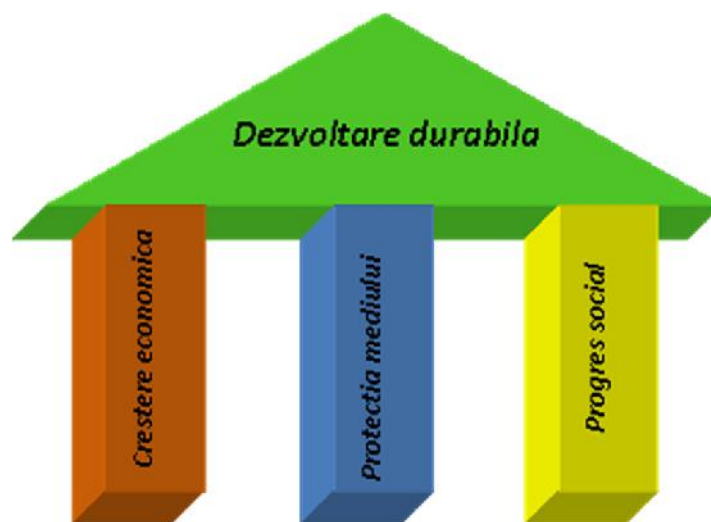 Dezvoltare durabila
Crestere economica
Protectia mediului
Progres social